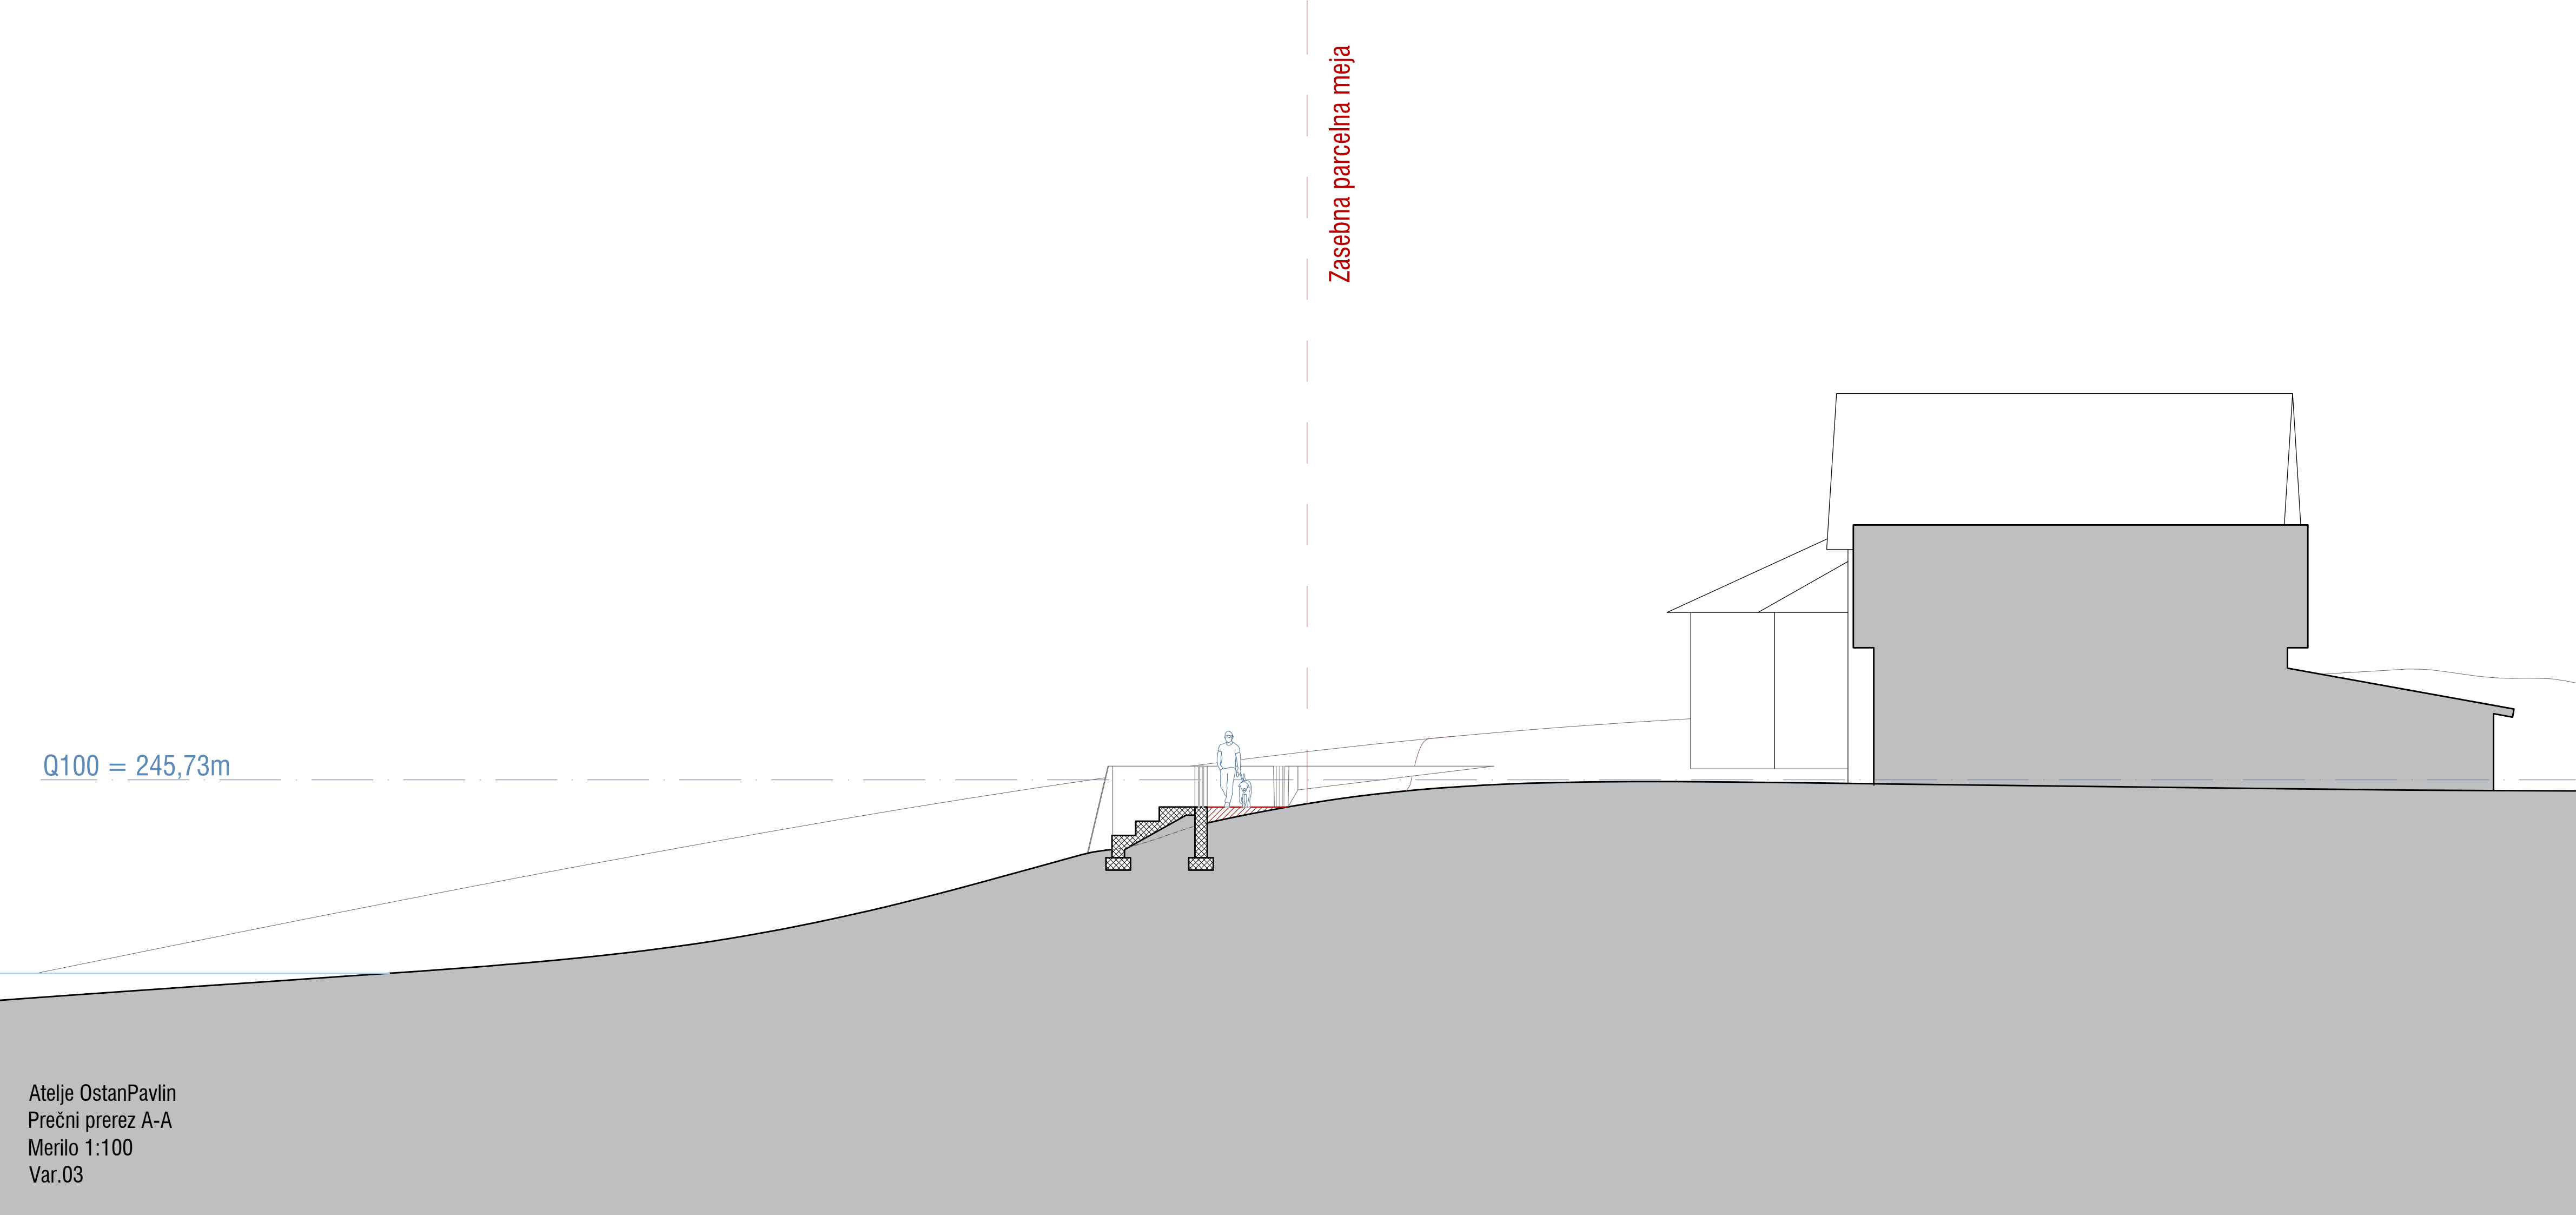 Zasebna parcelna meja
Q100 = 245,73m
Atelje OstanPavlin
Prečni prerez A-A
Merilo 1:100
Var.03